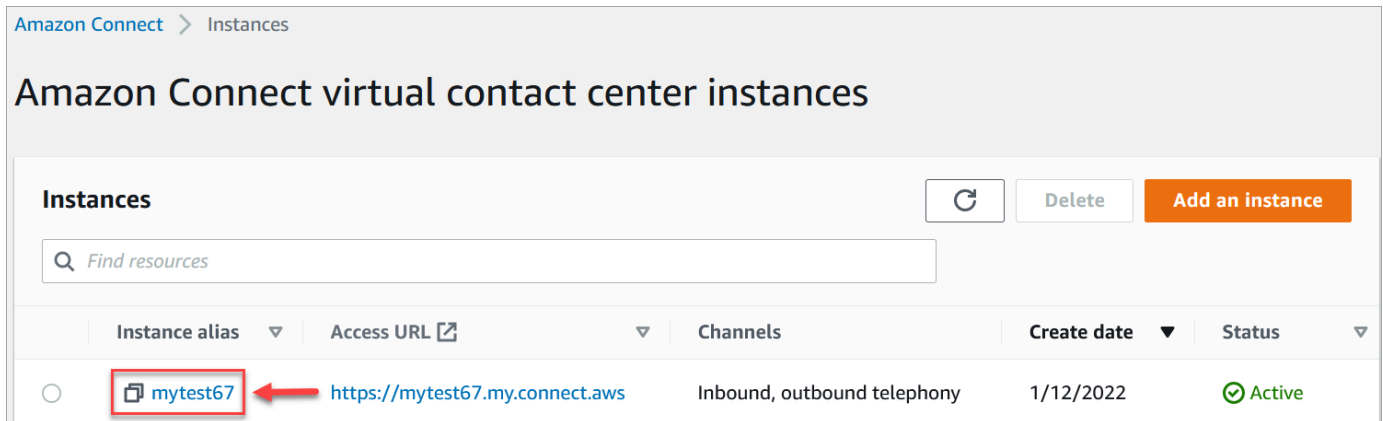 Amazon Connect > Instances
Amazon Connect virtual contact center instances
Instances
Delete
Add an instance
Find resources
Instance alias Access URL Channels Create date Status
mytest67 https://mytest67.my.connect.aws Inbound, outbound telephony 1/12/2022 Active